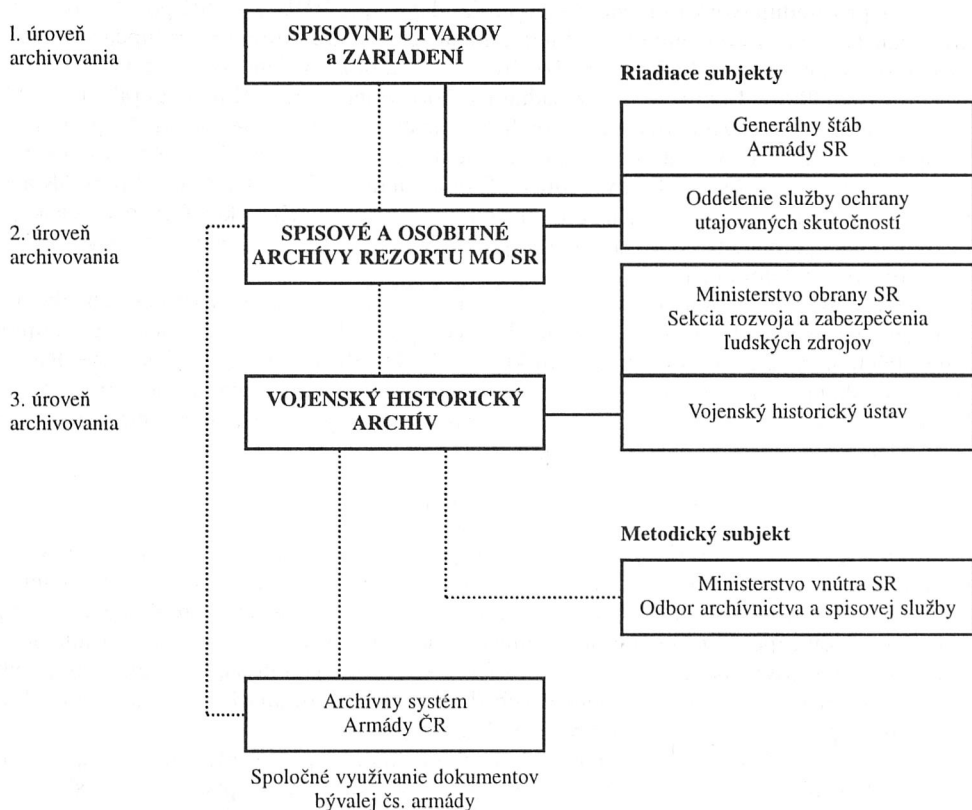 l. úroveň
archivovania
SPISOVNE ÚTVAROV
a ZARIADENÍ
Riadiace subjekty
Generálny štáb
Armády SR
Oddelenie služby ochrany
utajovaných skutočností
2. úroveň
archivovania
SPISOVÉ A OSOBITNÉ
ARCHÍVY REZORTU MO SR
Ministerstvo obrany SR
Sekcia rozvoja a zabezpečenia
ľudských zdrojov
3. úroveň
archivovania
VOJENSKÝ HISTORICKÝ
ARCHÍV
Vojenský historický ústav
Metodický subjekt
Ministerstvo vnútra SR
Odbor archívnictva a spisovej služby
Archívny systém
Armády ČR
Spoločné využívanie dokumentov
bývalej čs. armády